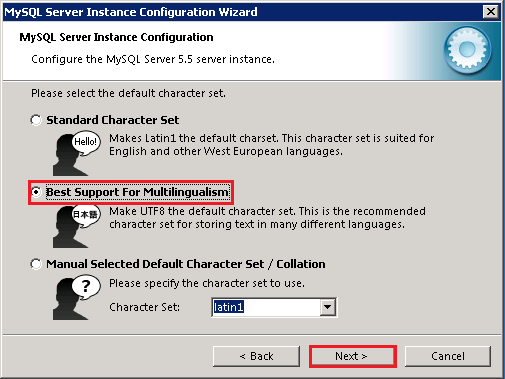 MySQL Server Instance Configuration Wizard
MySQL Server Instance Configuration
Configure the MySQL Server 5.5 server instance.
Please select the default character set.
Standard Character Set
Hello!
Makes Latin1 the default charset. This character set is suited for
English and other West European languages.
Best Support For Multilingualism
日本語
Make UTF8 the default character set. This is the recommended
character set for storing text in many different languages.
Manual Selected Default Character Set / Collation
?
Please specify the character set to use.
Character Set: latin1
< Back Next > Cancel